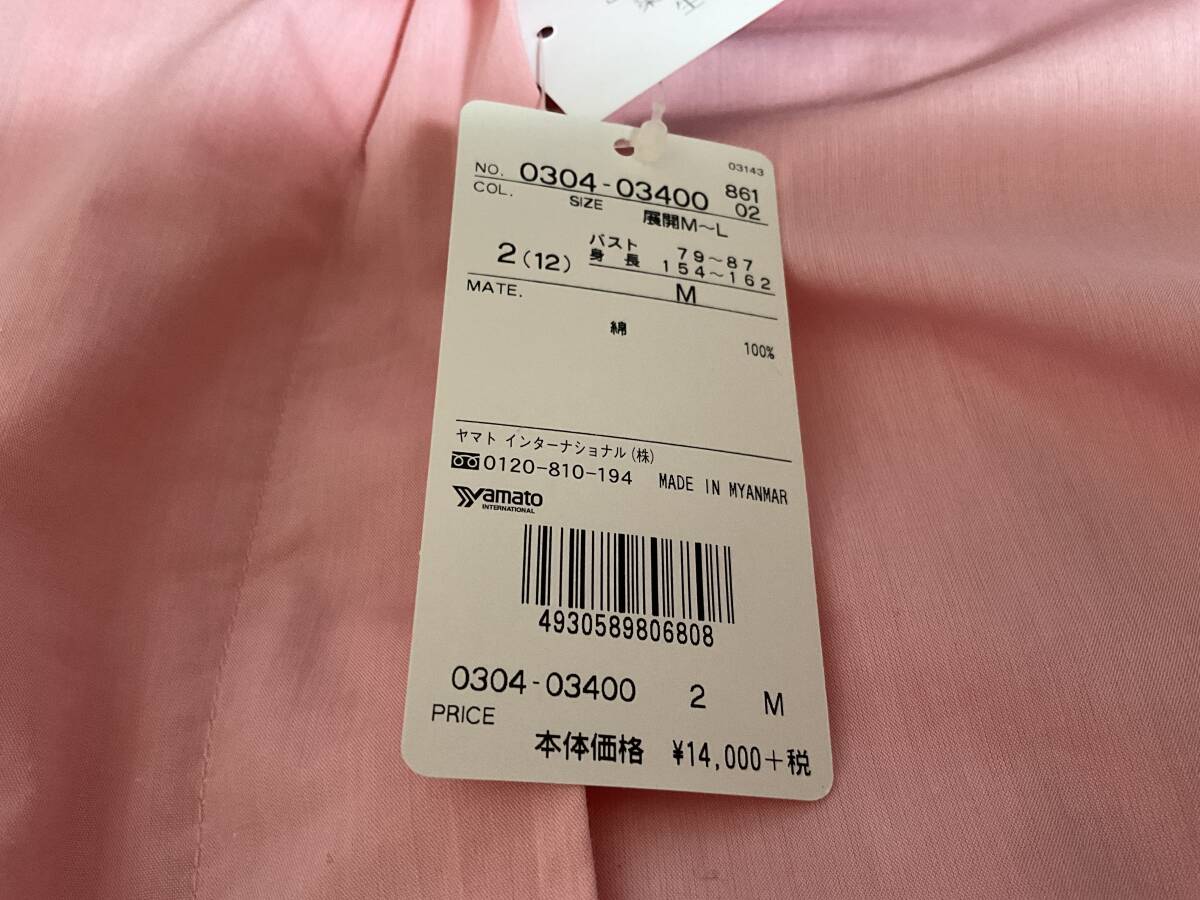 03143
NO. 0304-03400 861
COL. SIZE 展開M～L 02
2(12) バスト 79～87
身長 154～162
MATE. M
綿
100%
ヤマト インターナショナル(株)
0120-810-194 MADE IN MYANMAR
Yamato
INTERNATIONAL
4930589806808
0304-03400 2 M
PRICE
本体価格 ¥14,000+税